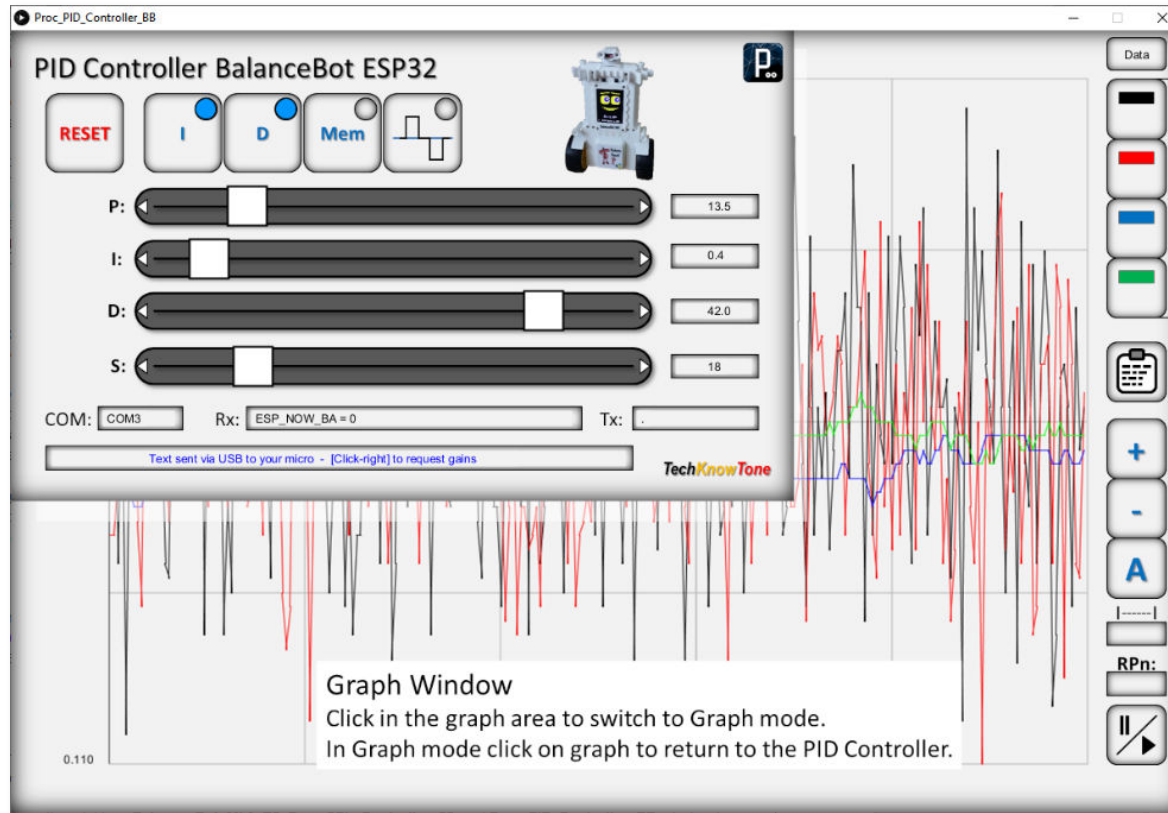 Proc_PID_Controller_BB
PID Controller BalanceBot ESP32
RESET
I
D
Mem
P:
13.5
I:
0.4
D:
42.0
S:
18
COM:
COM3
Rx:
ESP_NOW_BA = 0
Tx:
.
Text sent via USB to your micro - [Click-right] to request gains
TechKnowTone
Data
+
-
A
|------|
RPn:
0.110
Graph Window
Click in the graph area to switch to Graph mode.
In Graph mode click on graph to return to the PID Controller.